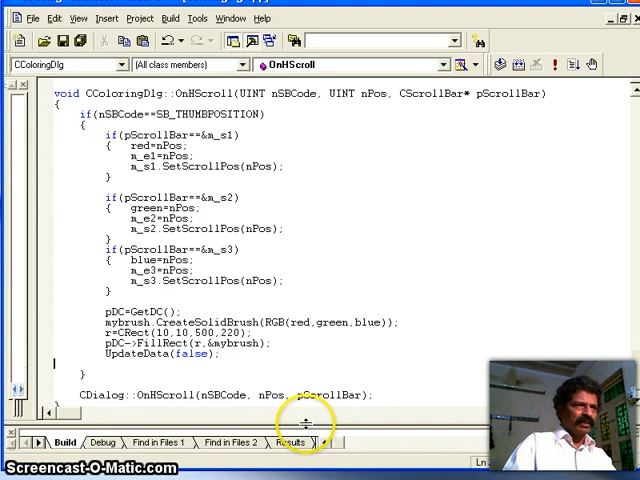 File Edit View Insert Project Build Tools Window Help
CColoringDlg (All class members) OnHScroll
void CColoringDlg::OnHScroll(UINT nSBCode, UINT nPos, CScrollBar* pScrollBar)
{
if(nSBCode==SB_THUMBPOSITION)
{
if(pScrollBar==&m_s1)
{ red=nPos;
m_e1=nPos;
m_s1.SetScrollPos(nPos);
}
if(pScrollBar==&m_s2)
{ green=nPos;
m_e2=nPos;
m_s2.SetScrollPos(nPos);
}
if(pScrollBar==&m_s3)
{ blue=nPos;
m_e3=nPos;
m_s3.SetScrollPos(nPos);
}
pDC=GetDC();
mybrush.CreateSolidBrush(RGB(red,green,blue));
r=CRect(10,10,500,220);
pDC->FillRect(r,&mybrush);
UpdateData(false);
}
CDialog::OnHScroll(nSBCode, nPos, pScrollBar);
}
Build Debug Find in Files 1 Find in Files 2 Results
Screencast-O-Matic.com
Ln